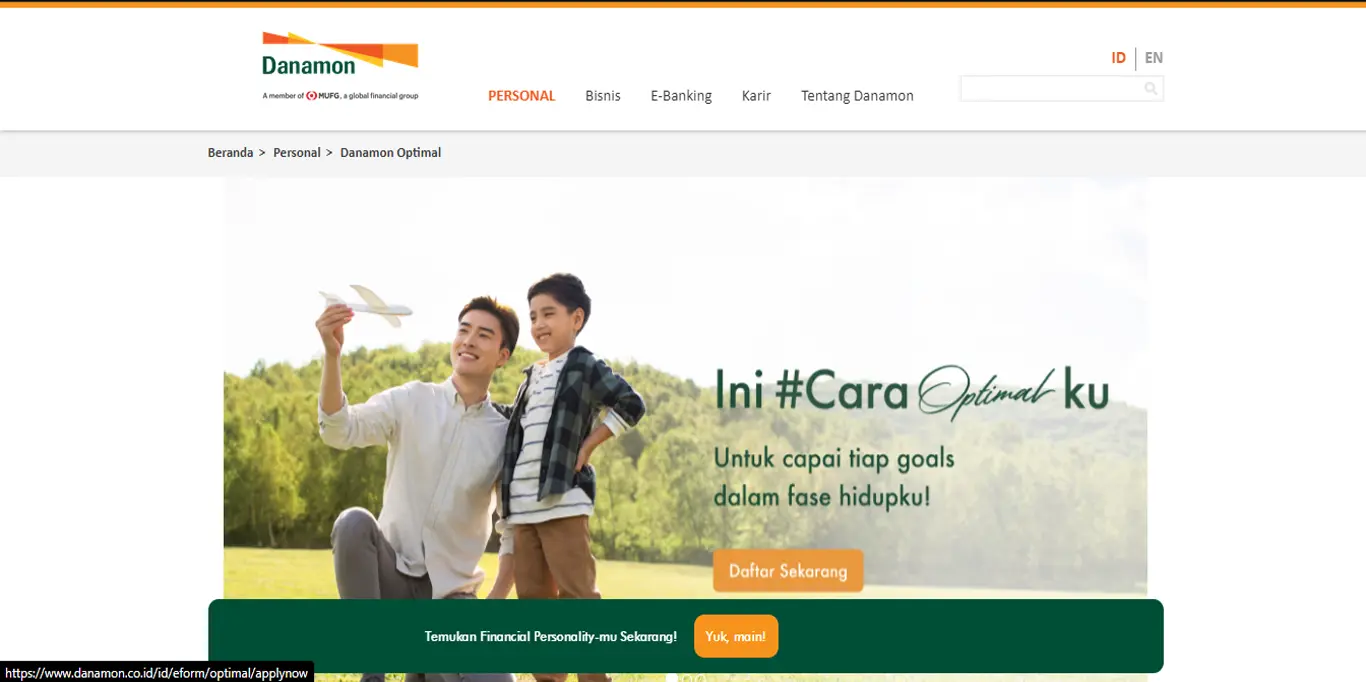 Danamon
A member of MUFG, a global financial group
PERSONAL Bisnis E-Banking Karir Tentang Danamon
ID EN
Beranda > Personal > Danamon Optimal
Ini #Cara Optimal ku
Untuk capai tiap goals
dalam fase hidupku!
Daftar Sekarang
Temukan Financial Personality-mu Sekarang! Yuk, main!
https://www.danamon.co.id/id/eform/optimal/applynow